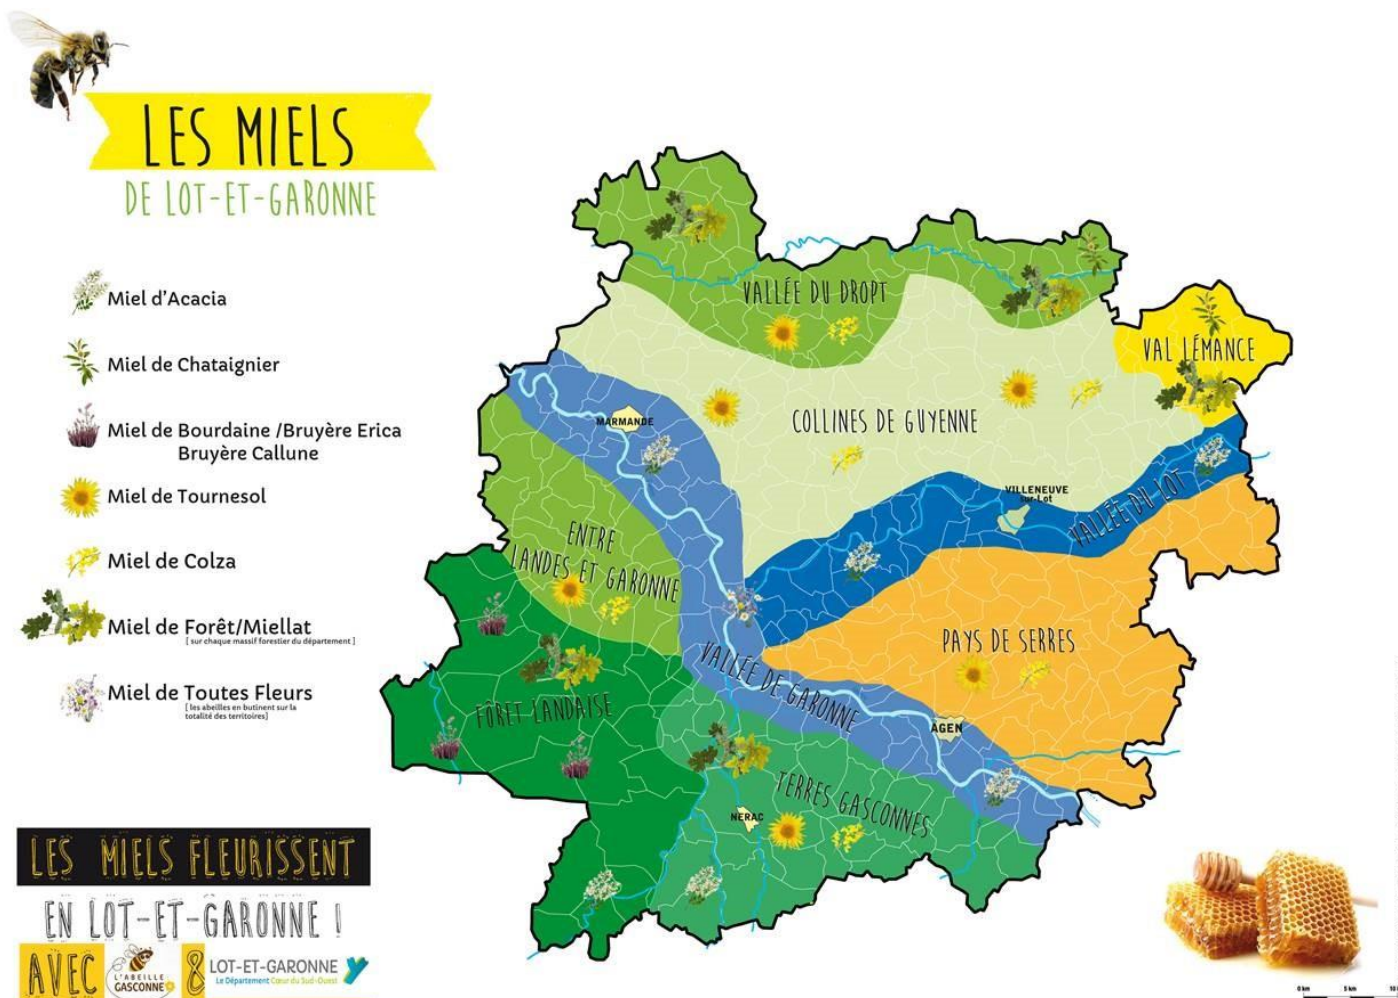 LES MIELS
DE LOT-ET-GARONNE
Miel d'Acacia
Miel de Chataignier
Miel de Bourdaine /Bruyère Erica
Bruyère Callune
Miel de Tournesol
Miel de Colza
Miel de Forêt/Miellat
[ sur chaque massif forestier du département ]
Miel de Toutes Fleurs
[ les abeilles en butinent sur la
totalité des territoires]
VALLÉE DU DROPT
VAL LÉMANCE
COLLINES DE GUYENNE
MARMANDE
VILLENEUVE
sur-Lot
VALLÉE DU LOT
ENTRE
LANDES ET GARONNE
PAYS DE SERRES
VALLÉE DE GARONNE
FÔRET LANDAISE
AGEN
TERRES GASCONNES
NERAC
LES MIELS FLEURISSENT
EN LOT-ET-GARONNE !
AVEC
L'ABEILLE
GASCONNE
&
LOT-ET-GARONNE
Le Département Cœur du Sud-Ouest
0 km 5 km